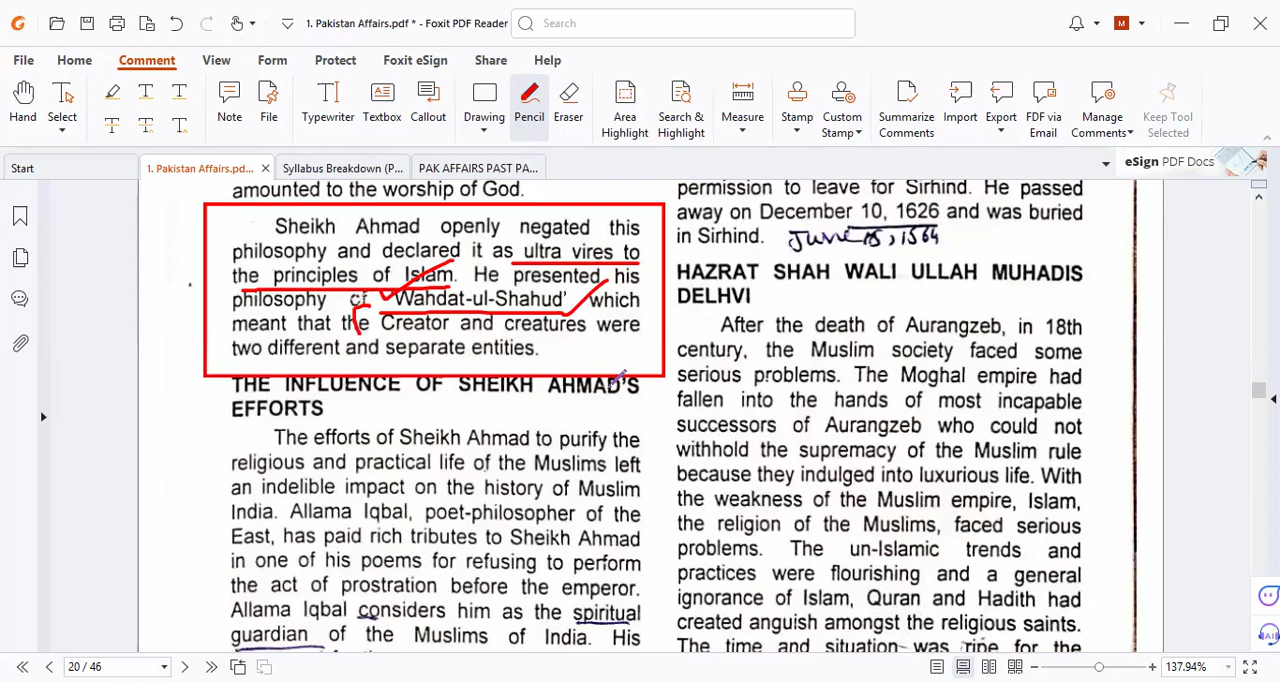 1. Pakistan Affairs.pdf * - Foxit PDF Reader
Search
M
File Home Comment View Form Protect Foxit eSign Share Help
Hand Select Note File Typewriter Textbox Callout Drawing Pencil Eraser Area Highlight Search & Highlight Measure Stamp Custom Stamp Summarize Comments Import Export FDF via Email Manage Comments Keep Tool Selected
Start 1. Pakistan Affairs.pd... Syllabus Breakdown (P... PAK AFFAIRS PAST PA... eSign PDF Docs
amounted to the worship of God.
Sheikh Ahmad openly negated this
philosophy and declared it as ultra vires to
the principles of Islam. He presented his
philosophy of 'Wahdat-ul-Shahud' which
meant that the Creator and creatures were
two different and separate entities.
THE INFLUENCE OF SHEIKH AHMAD'S
EFFORTS
The efforts of Sheikh Ahmad to purify the
religious and practical life of the Muslims left
an indelible impact on the history of Muslim
India. Allama Iqbal, poet-philosopher of the
East, has paid rich tributes to Sheikh Ahmad
in one of his poems for refusing to perform
the act of prostration before the emperor.
Allama Iqbal considers him as the spiritual
guardian of the Muslims of India. His
permission to leave for Sirhind. He passed
away on December 10, 1626 and was buried
in Sirhind. June 15, 1564
HAZRAT SHAH WALI ULLAH MUHADIS
DELHVI
After the death of Aurangzeb, in 18th
century, the Muslim society faced some
serious problems. The Moghal empire had
fallen into the hands of most incapable
successors of Aurangzeb who could not
withhold the supremacy of the Muslim rule
because they indulged into luxurious life. With
the weakness of the Muslim empire, Islam,
the religion of the Muslims, faced serious
problems. The un-Islamic trends and
practices were flourishing and a general
ignorance of Islam, Quran and Hadith had
created anguish amongst the religious saints.
The time and situation was ripe for the
20 / 46
137.94%